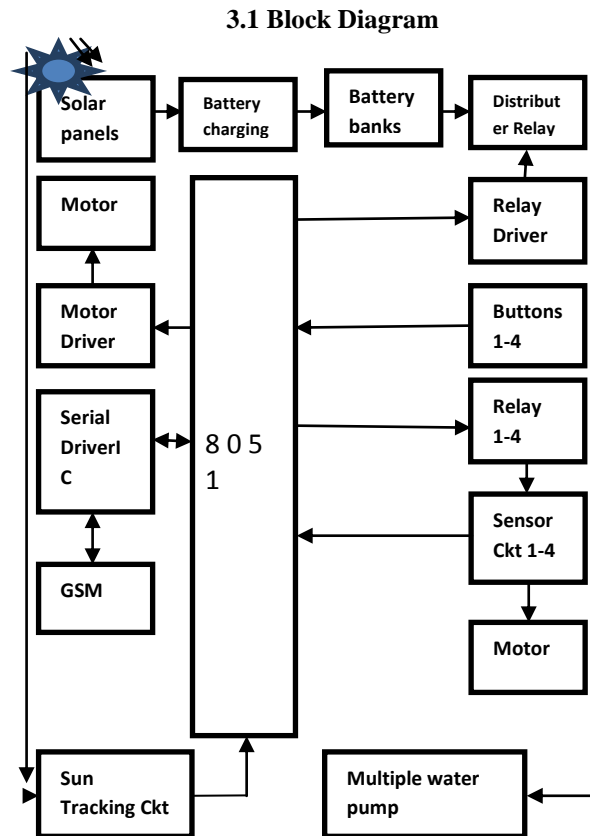 3.1 Block Diagram
Solar
panels
Battery
charging
Battery
banks
Distribut
er Relay
Motor
Relay
Driver
Motor
Driver
Buttons
1-4
Serial
DriverI
C
8 0 5
1
Relay
1-4
Sensor
Ckt 1-4
GSM
Motor
Sun
Tracking Ckt
Multiple water
pump